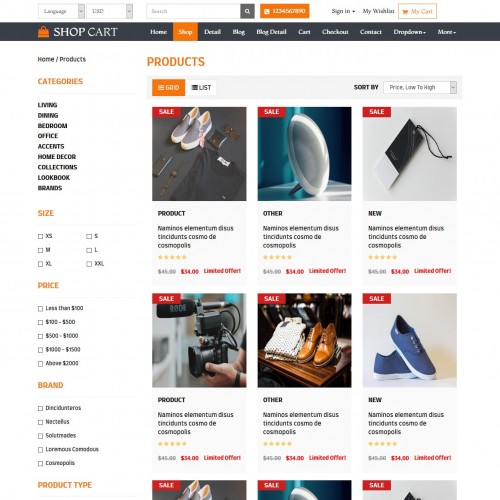 Language USD Search 1234567890 Sign in My Wishlist My Cart
SHOP CART Home Shop Detail Blog Blog Detail Cart Checkout Contact Dropdown More
Home / Products
CATEGORIES
LIVING
DINING
BEDROOM
OFFICE
ACCENTS
HOME DECOR
COLLECTIONS
LOOKBOOK
BRANDS
SIZE
XS S
M L
XL XXL
PRICE
Less than $100
$100 - $500
$500 - $1000
$1000 - $1500
Above $2000
BRAND
Dincidunteros
Nectellus
Solutmades
Loremous Comodous
Cosmopolis
PRODUCT TYPE
PRODUCTS
GRID LIST SORT BY Price, Low To High
SALE SALE SALE
PRODUCT OTHER NEW
Naminos elementum disus Naminos elementum disus Naminos elementum disus
tincidunts cosmo de tincidunts cosmo de tincidunts cosmo de
cosmopolis cosmopolis cosmopolis
$45.00 $34.00 Limited Offer! $45.00 $34.00 Limited Offer! $45.00 $34.00 Limited Offer!
SALE SALE SALE
RODE
PRODUCT OTHER NEW
Naminos elementum disus Naminos elementum disus Naminos elementum disus
tincidunts cosmo de tincidunts cosmo de tincidunts cosmo de
cosmopolis cosmopolis cosmopolis
$45.00 $34.00 Limited Offer! $45.00 $34.00 Limited Offer! $45.00 $34.00 Limited Offer!
SALE SALE SALE